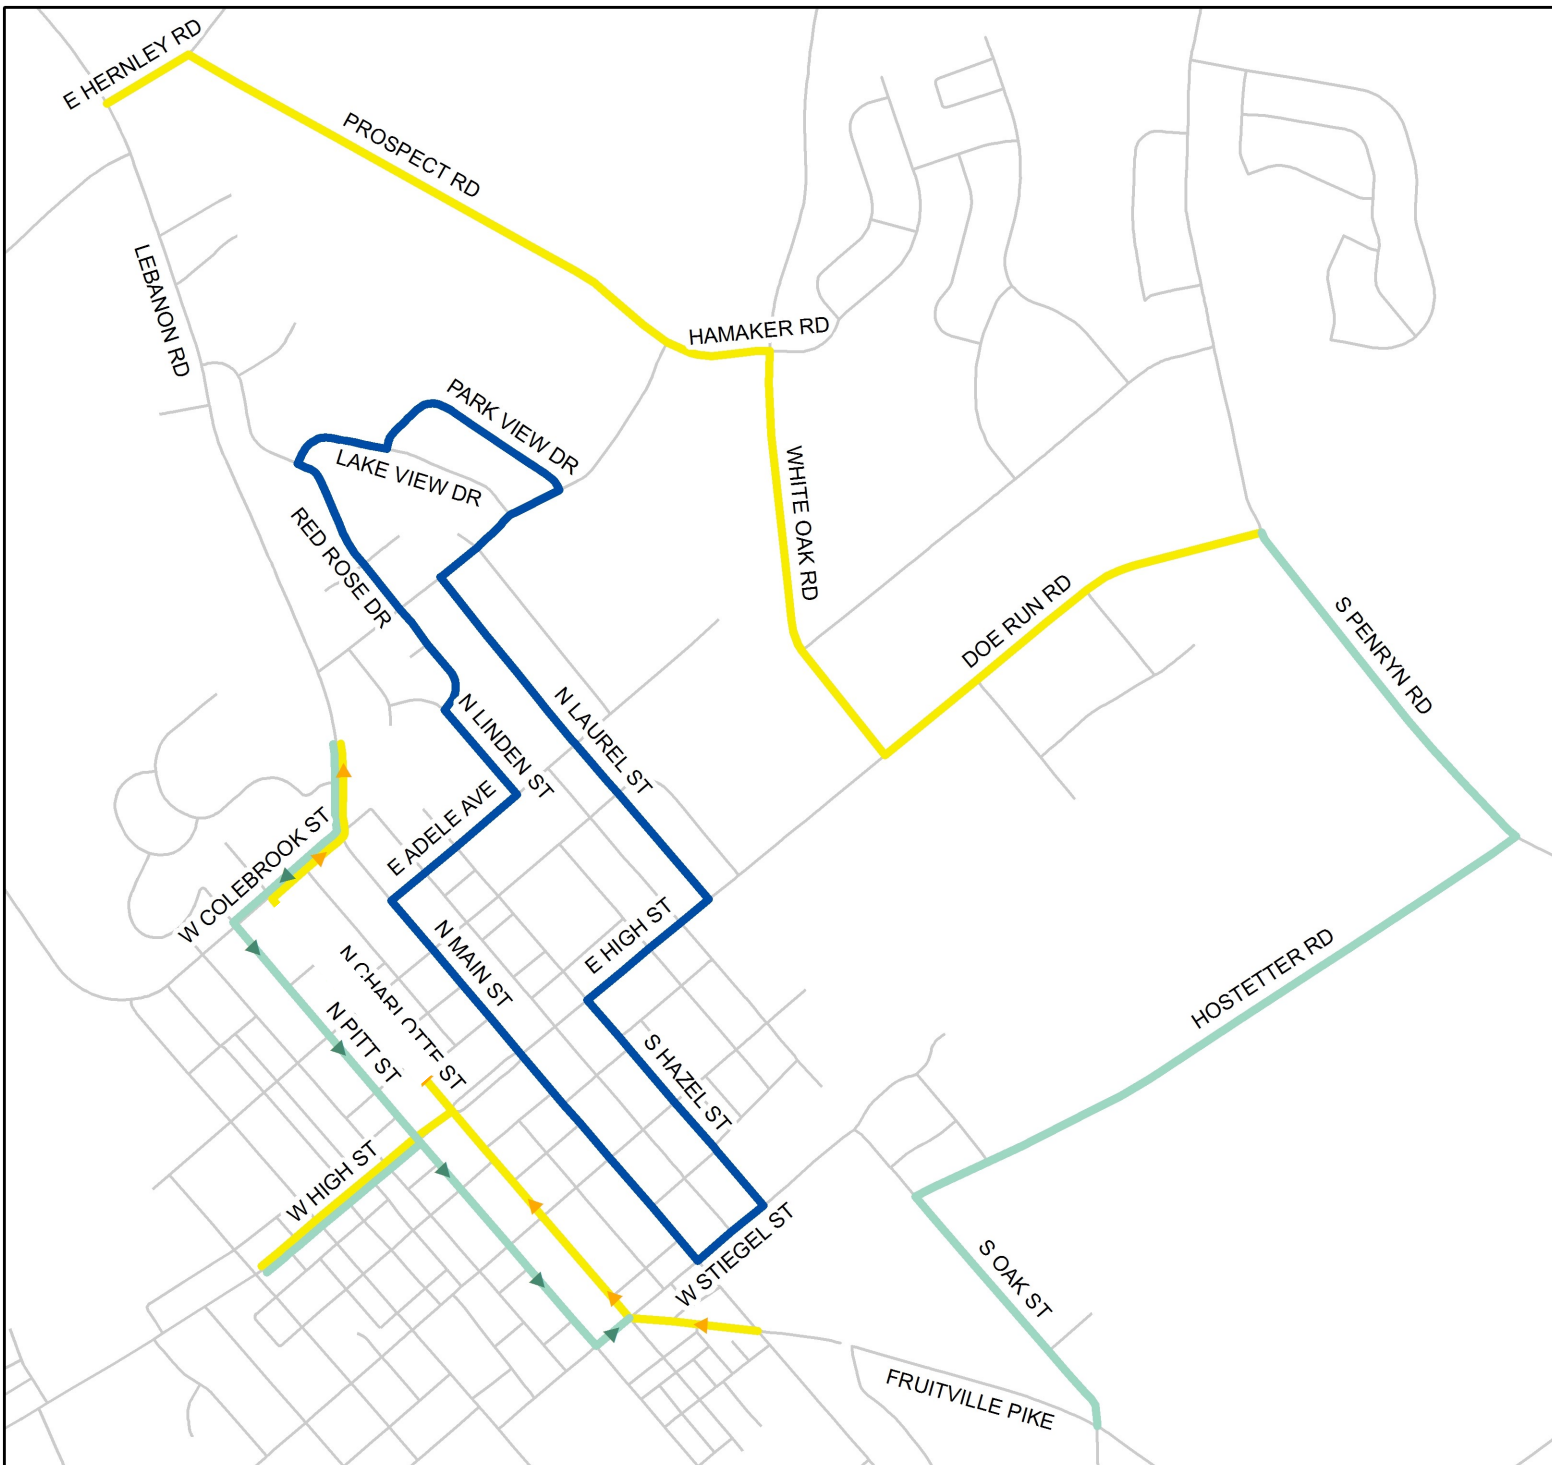 E HERNLEY RD
PROSPECT RD
LEBANON RD
HAMAKER RD
PARK VIEW DR
LAKE VIEW DR
WHITE OAK RD
RED ROSE DR
DOE RUN RD
S PENRYN RD
N LINDEN ST
N LAUREL ST
E ADELE AVE
W COLEBROOK ST
N MAIN ST
E HIGH ST
N CHARLOTTE ST
HOSTETTER RD
N PITT ST
S HAZEL ST
W HIGH ST
W STIEGEL ST
S OAK ST
FRUITVILLE PIKE